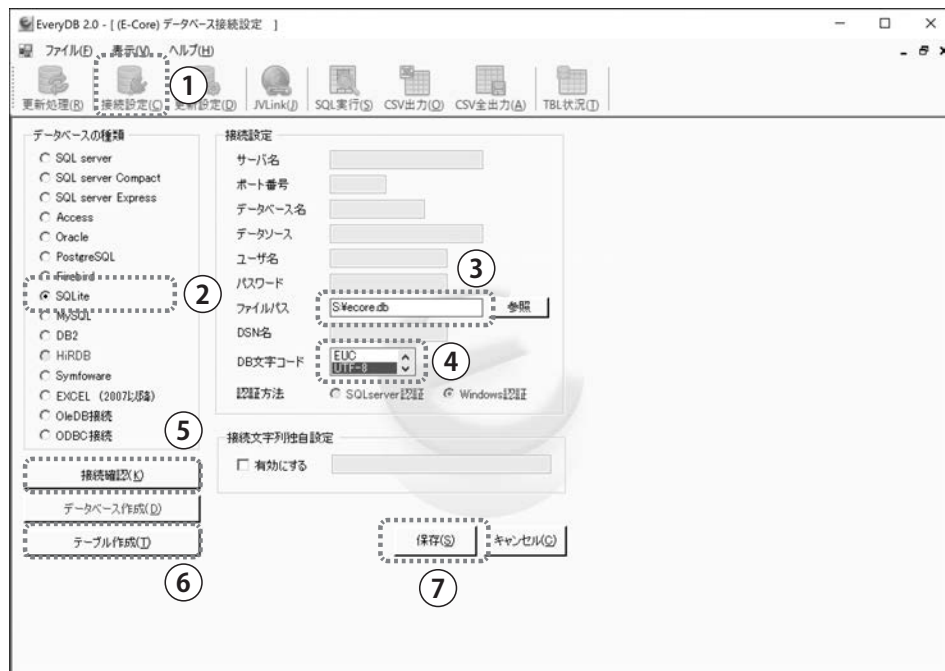 EveryDB 2.0 - [ (E-Core) データベース接続設定 ]
ファイル(F) 表示(V) ヘルプ(H)
①
更新処理(R) 接続設定(C) 更新設定(D) JVLink(J) SQL実行(S) CSV出力(O) CSV全出力(A) TBL状況(T)
データベースの種類
SQL server
SQL server Compact
SQL server Express
Access
Oracle
PostgreSQL
Firebird
SQLite
②
MySQL
DB2
HiRDB
Symfoware
EXCEL (2007以降)
OleDB接続
ODBC接続
⑤
接続確認(K)
データベース作成(D)
テーブル作成(T)
⑥
接続設定
サーバ名
ポート番号
データベース名
データソース
ユーザ名
③
パスワード
ファイルパス S:¥ecore.db 参照
DSN名
DB文字コード EUC
UTF-8
④
認証方法 SQLserver認証 Windows認証
接続文字列独自設定
有効にする
保存(S) キャンセル(C)
⑦